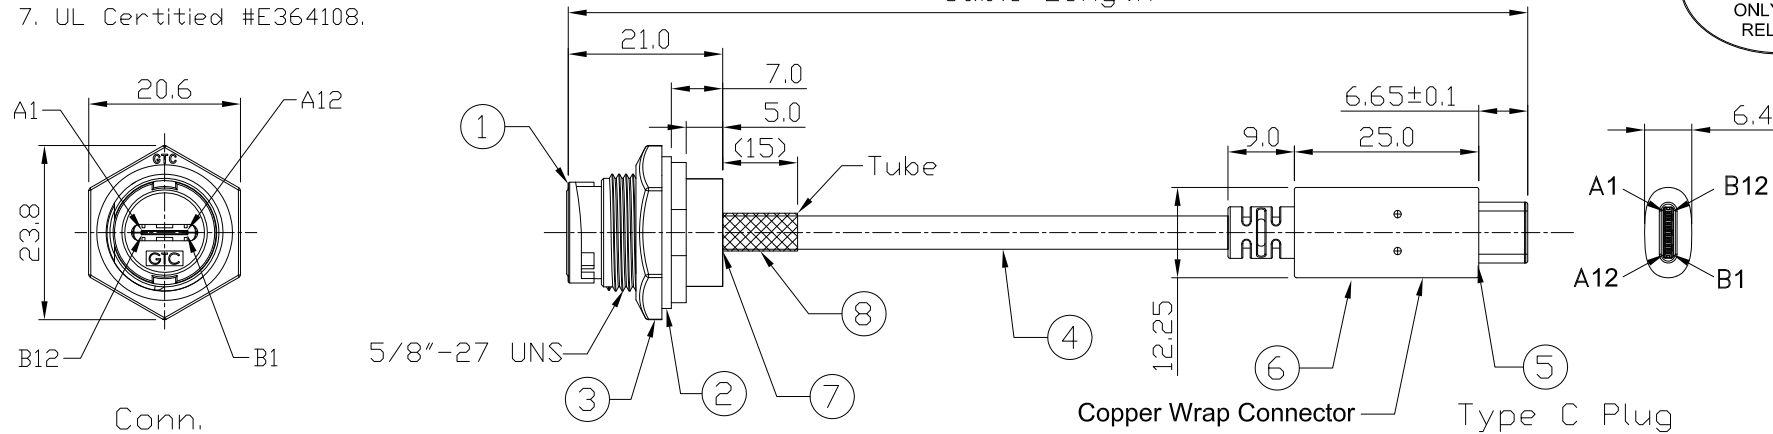 7. UL Certitied #E364108.
ONLY
REL
21.0
7.0
20.6
6.65±0.1
A1
A12
5.0
6.4
1
GTC
(15)
9.0
25.0
Tube
A1
B12
23.8
GTC
A12
B1
8
12.25
4
B12
B1
5/8"-27 UNS
6
5
3
2
7
Conn.
Copper Wrap Connector
Type C Plug